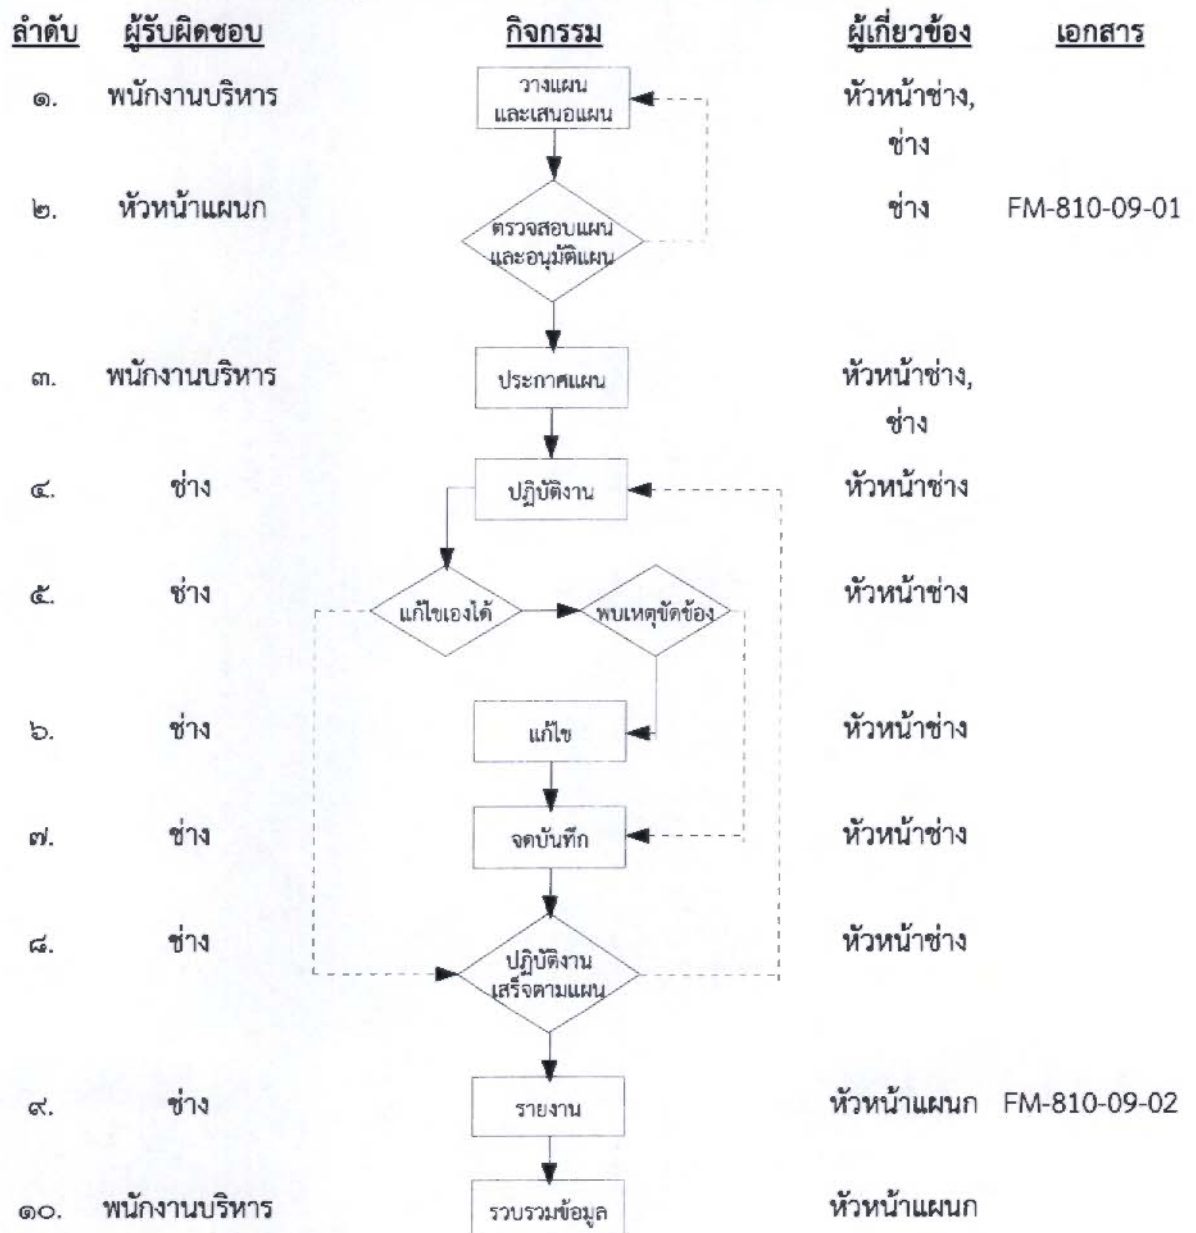 ลำดับ ผู้รับผิดชอบ กิจกรรม ผู้เกี่ยวข้อง เอกสาร
๑. พนักงานบริหาร วางแผน หัวหน้าช่าง,
และเสนอแผน ช่าง
๒. หัวหน้าแผนก ตรวจสอบแผน ช่าง FM-810-09-01
และอนุมัติแผน
๓. พนักงานบริหาร ประกาศแผน หัวหน้าช่าง,
ช่าง
๔. ช่าง ปฏิบัติงาน หัวหน้าช่าง
๕. ช่าง แก้ไขเองได้ พบเหตุขัดข้อง หัวหน้าช่าง
๖. ช่าง แก้ไข หัวหน้าช่าง
๗. ช่าง จดบันทึก หัวหน้าช่าง
๘. ช่าง ปฏิบัติงาน หัวหน้าช่าง
เสร็จตามแผน
๙. ช่าง รายงาน หัวหน้าแผนก FM-810-09-02
๑๐. พนักงานบริหาร รวบรวมข้อมูล หัวหน้าแผนก